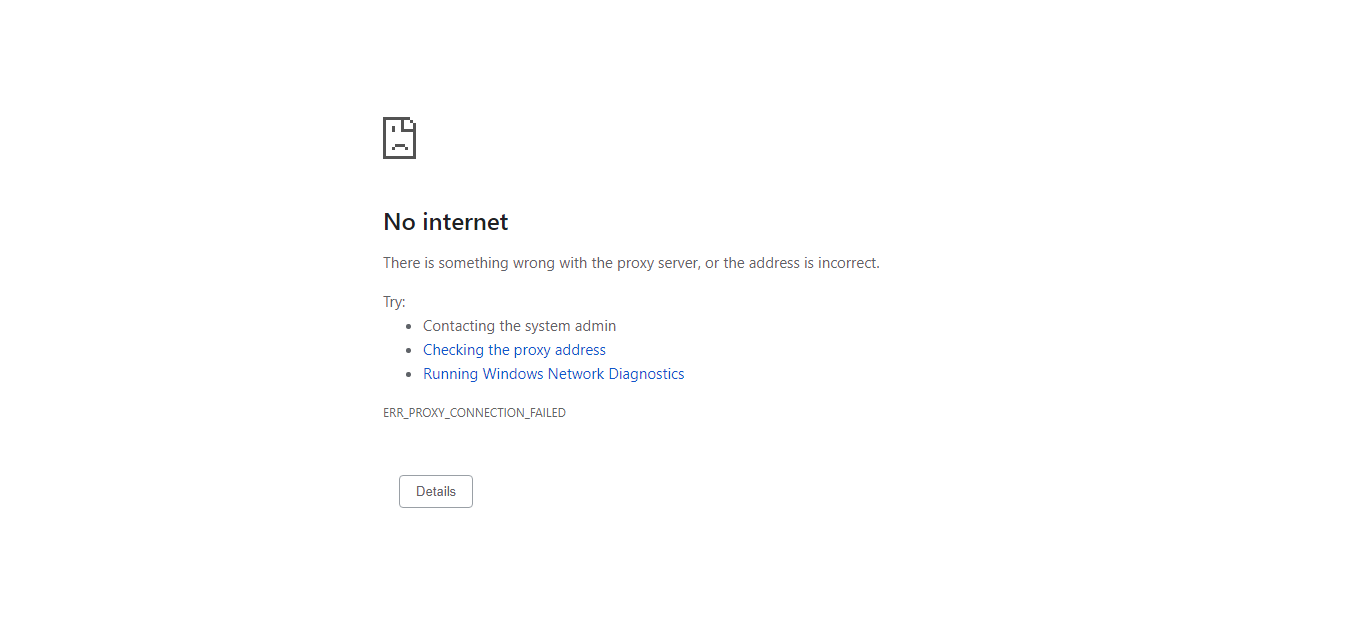 No internet
There is something wrong with the proxy server, or the address is incorrect.
Try:
Contacting the system admin
Checking the proxy address
Running Windows Network Diagnostics
ERR_PROXY_CONNECTION_FAILED
Details